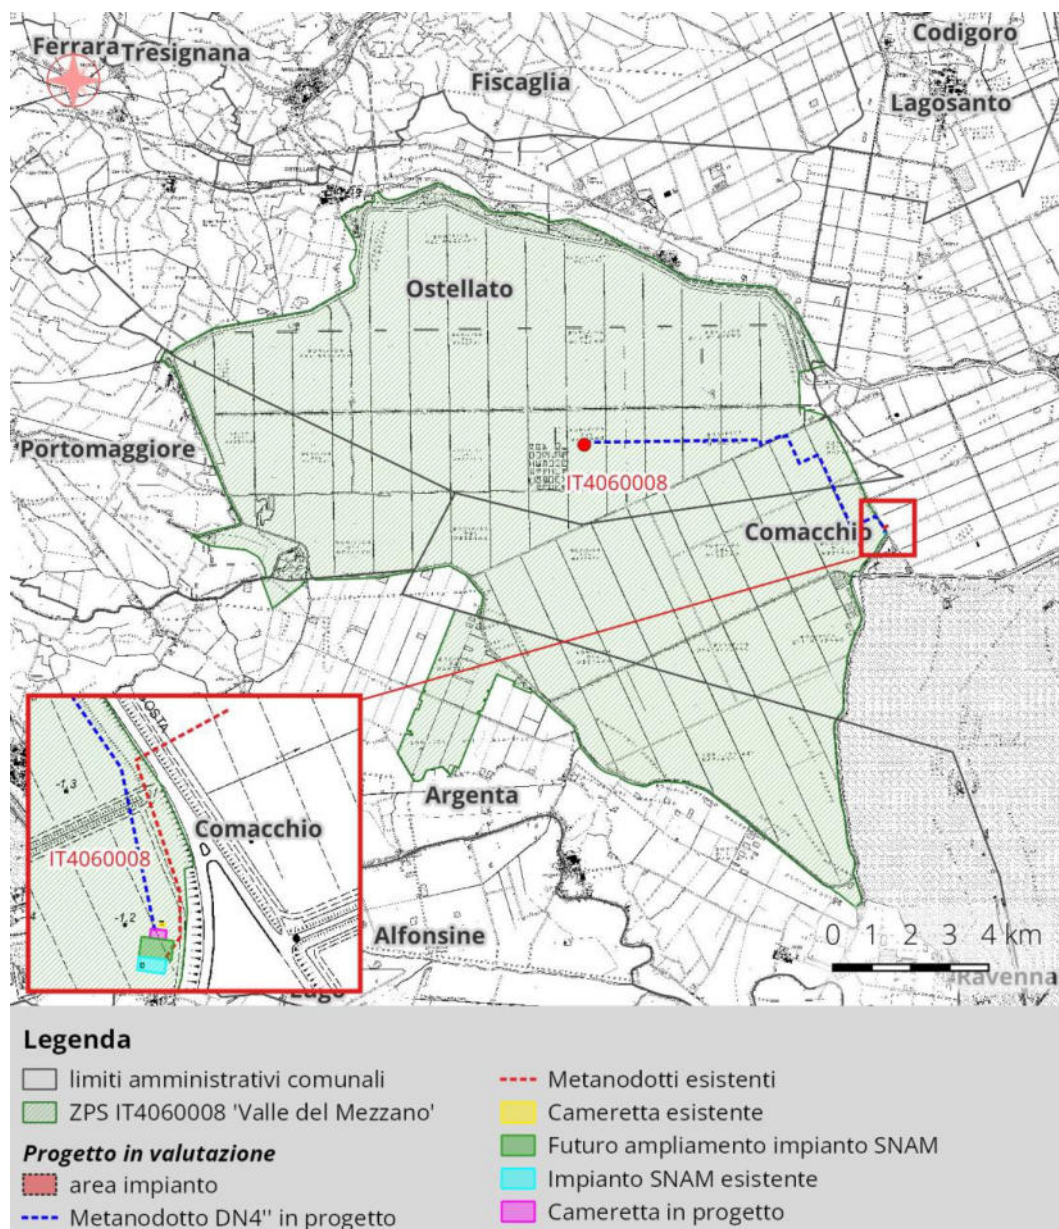 Codigoro
Ferrara
Tresignana
Fiscaglia
Lagosanto
Ostellato
Portomaggiore
IT4060008
Comacchio
COSTA
-1,3
Comacchio
IT4060008
-1,2
Argenta
Alfonsine
Lugo
0 1 2 3 4 km
Ravenna
Legenda
limiti amministrativi comunali
ZPS IT4060008 'Valle del Mezzano'
Progetto in valutazione
area impianto
Metanodotto DN4'' in progetto
Metanodotti esistenti
Cameretta esistente
Futuro ampliamento impianto SNAM
Impianto SNAM esistente
Cameretta in progetto